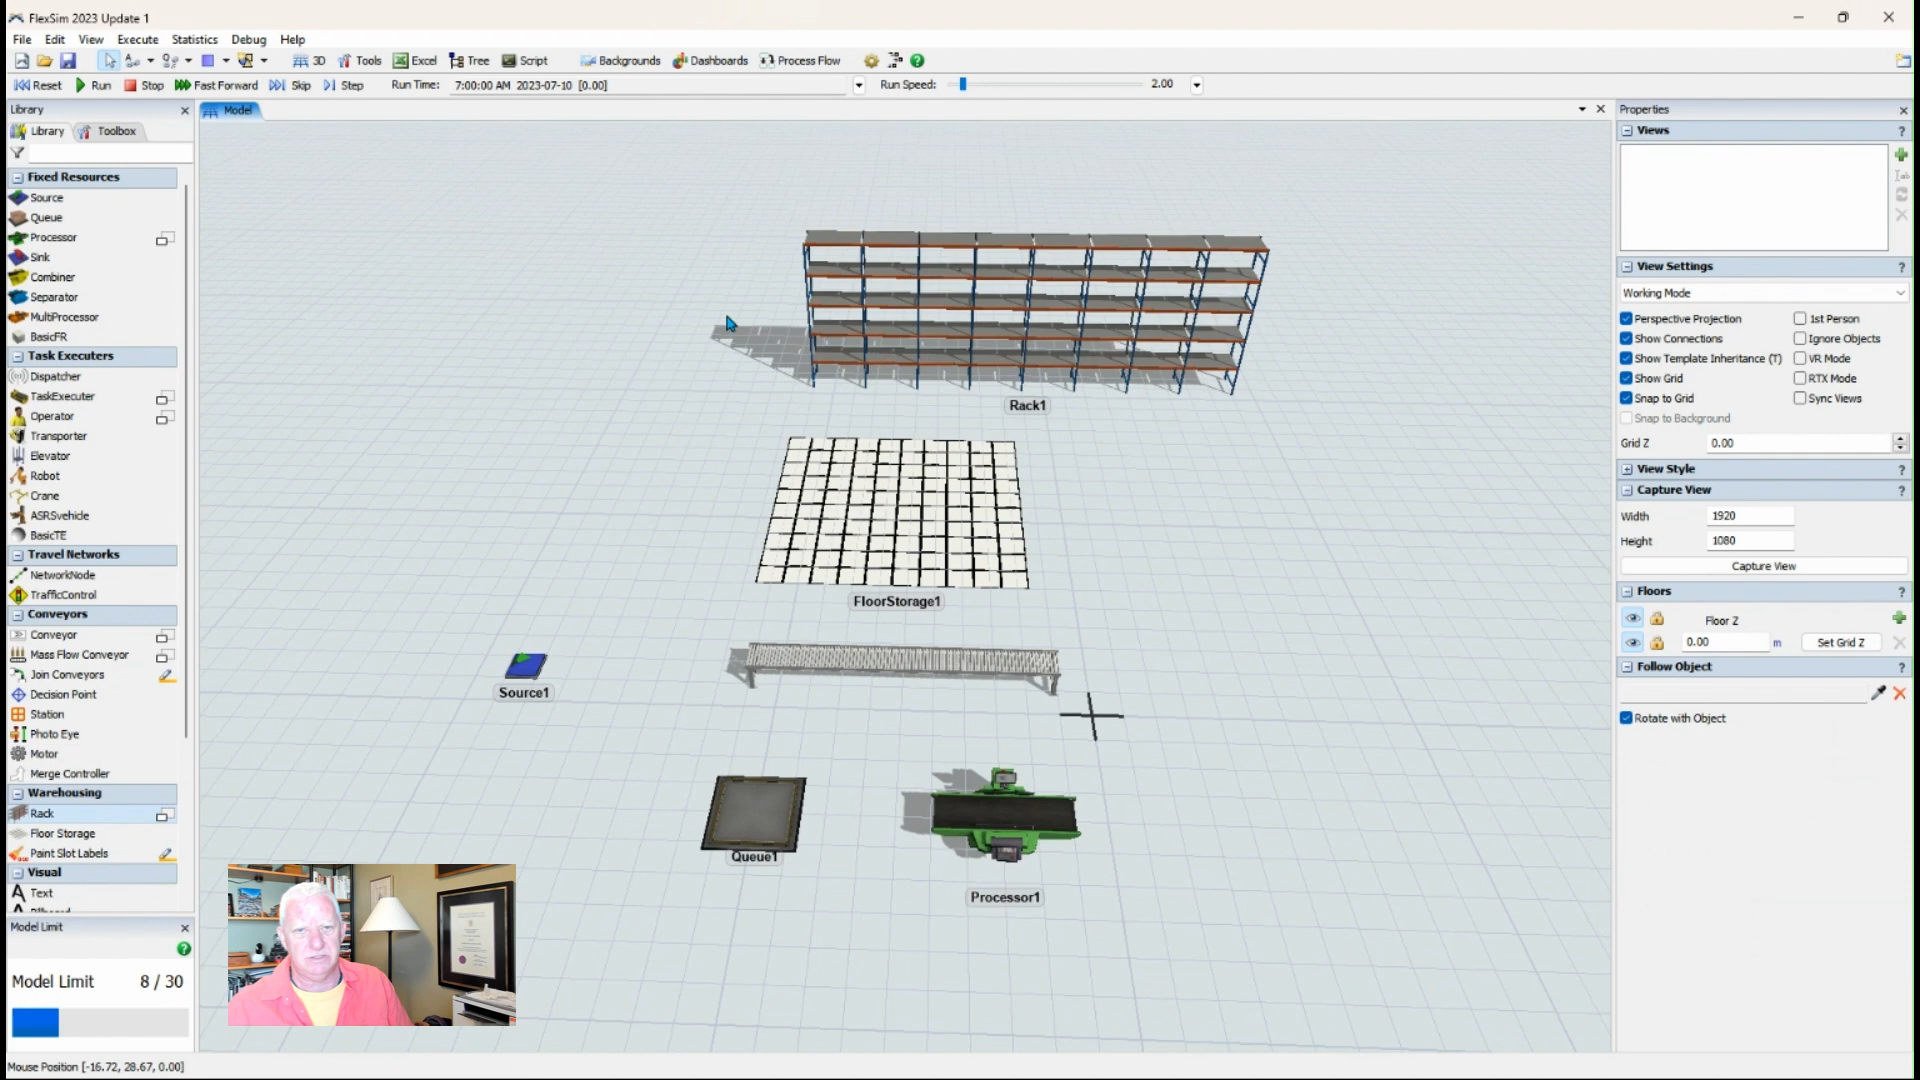 FlexSim 2023 Update 1
File Edit View Execute Statistics Debug Help
3D Tools Excel Tree Script Backgrounds Dashboards Process Flow
Reset Run Stop Fast Forward Skip Step Run Time: 7:00:00 AM 2023-07-10 [0.00] Run Speed: 2.00
Library
Library Toolbox
Fixed Resources
Source
Queue
Processor
Sink
Combiner
Separator
MultiProcessor
BasicFR
Task Executers
Dispatcher
TaskExecuter
Operator
Transporter
Elevator
Robot
Crane
ASRSvehicle
BasicTE
Travel Networks
NetworkNode
TrafficControl
Conveyors
Conveyor
Mass Flow Conveyor
Join Conveyors
Decision Point
Station
Photo Eye
Motor
Merge Controller
Warehousing
Rack
Floor Storage
Paint Slot Labels
Visual
Text
Model Limit
Model Limit 8 / 30
Mouse Position [-16.72, 28.67, 0.00]
Model
Rack1
FloorStorage1
Source1
Queue1
Processor1
Properties
Views
View Settings
Working Mode
Perspective Projection 1st Person
Show Connections Ignore Objects
Show Template Inheritance (T) VR Mode
Show Grid RTX Mode
Snap to Grid Sync Views
Snap to Background
Grid Z 0.00
View Style
Capture View
Width 1920
Height 1080
Capture View
Floors
Floor Z
0.00 m Set Grid Z
Follow Object
Rotate with Object